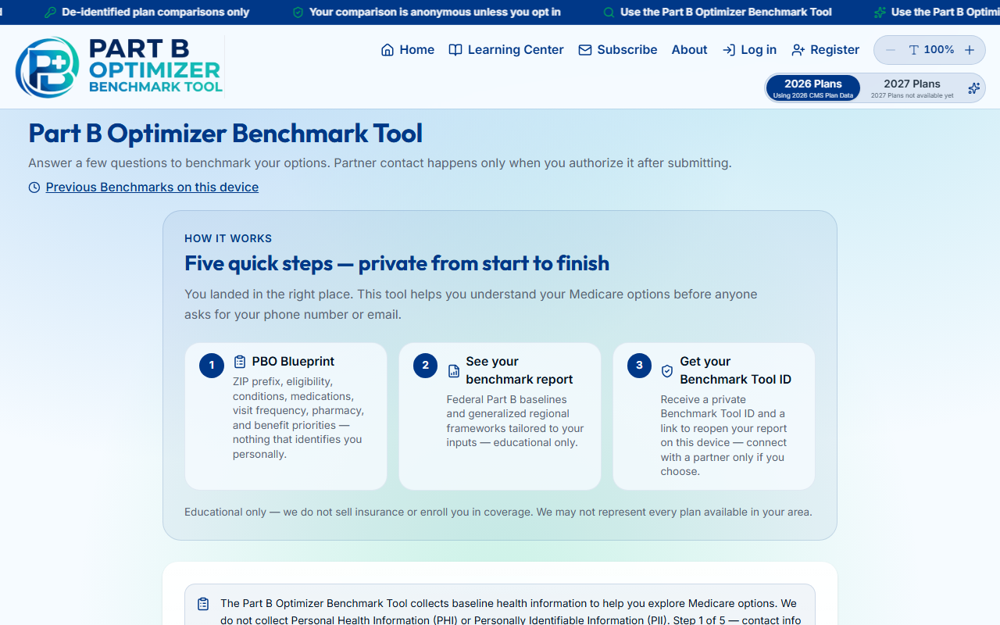 De-identified plan comparisons only
Your comparison is anonymous unless you opt in
Use the Part B Optimizer Benchmark Tool
Use the Part B Optimi
PART B
OPTIMIZER
BENCHMARK TOOL
Home
Learning Center
Subscribe
About
Log in
Register
100%
2026 Plans
Using 2026 CMS Plan Data
2027 Plans
2027 Plans not available yet
Part B Optimizer Benchmark Tool
Answer a few questions to benchmark your options. Partner contact happens only when you authorize it after submitting.
Previous Benchmarks on this device
HOW IT WORKS
Five quick steps — private from start to finish
You landed in the right place. This tool helps you understand your Medicare options before anyone
asks for your phone number or email.
1
PBO Blueprint
ZIP prefix, eligibility,
conditions, medications,
visit frequency, pharmacy,
and benefit priorities —
nothing that identifies you
personally.
2
See your
benchmark report
Federal Part B baselines
and generalized regional
frameworks tailored to your
inputs — educational only.
3
Get your
Benchmark Tool ID
Receive a private
Benchmark Tool ID and a
link to reopen your report
on this device — connect
with a partner only if you
choose.
Educational only — we do not sell insurance or enroll you in coverage. We may not represent every plan available in your area.
The Part B Optimizer Benchmark Tool collects baseline health information to help you explore Medicare options. We
do not collect Personal Health Information (PHI) or Personally Identifiable Information (PII). Step 1 of 5 — contact info